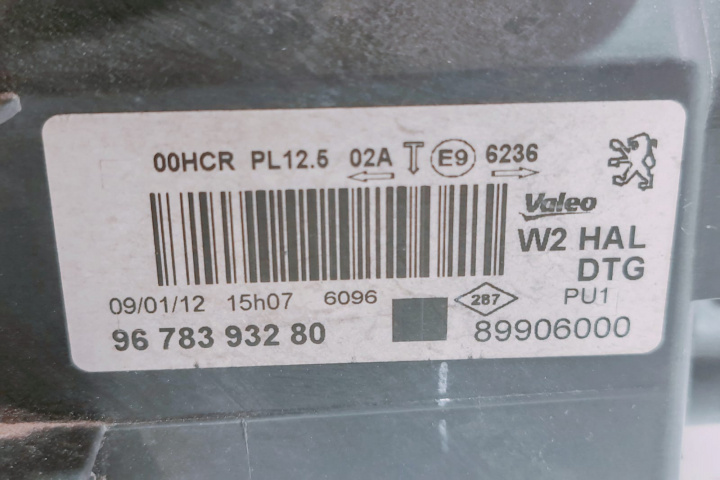 00HCR PL12.5 02A E9 6236
Valeo
W2 HAL
DTG
09/01/12 15h07 6096 287 PU1
96 783 932 80 89906000